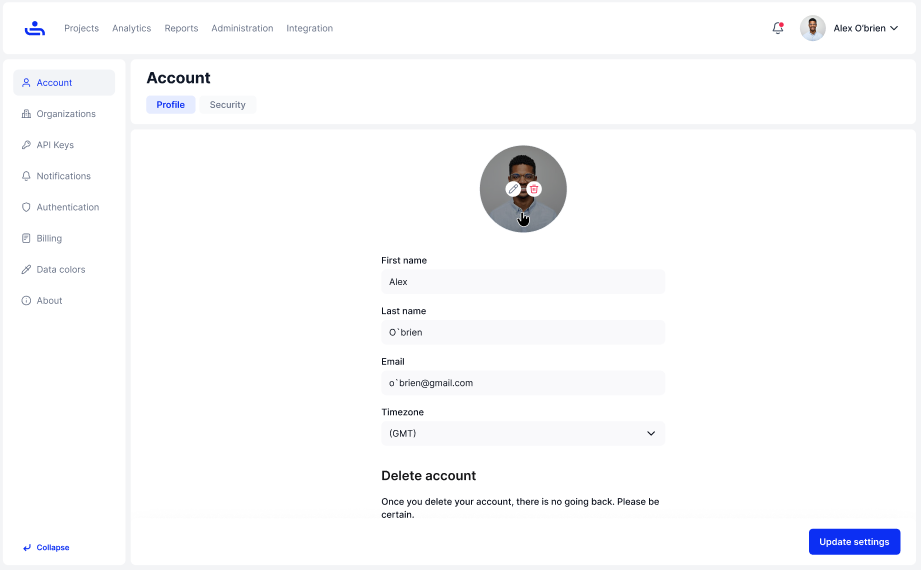 Projects
Analytics
Reports
Administration
Integration
Alex O'brien
Account
Organizations
API Keys
Notifications
Authentication
Billing
Data colors
About
Collapse
Account
Profile
Security
First name
Alex
Last name
O`brien
Email
o`brien@gmail.com
Timezone
(GMT)
Delete account
Once you delete your account, there is no going back. Please be
certain.
Update settings